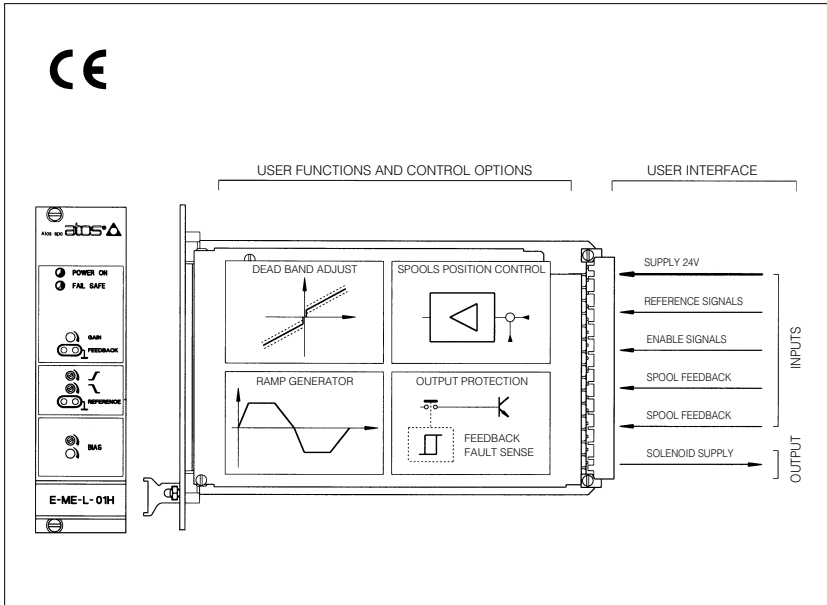 CE
USER FUNCTIONS AND CONTROL OPTIONS
USER INTERFACE
Atos spa atos
POWER ON
FAIL SAFE
GAIN
FEEDBACK
REFERENCE
BIAS
E-ME-L-01H
DEAD BAND ADJUST
SPOOLS POSITION CONTROL
RAMP GENERATOR
OUTPUT PROTECTION
FEEDBACK
FAULT SENSE
SUPPLY 24V
REFERENCE SIGNALS
ENABLE SIGNALS
SPOOL FEEDBACK
SPOOL FEEDBACK
SOLENOID SUPPLY
INPUTS
OUTPUT